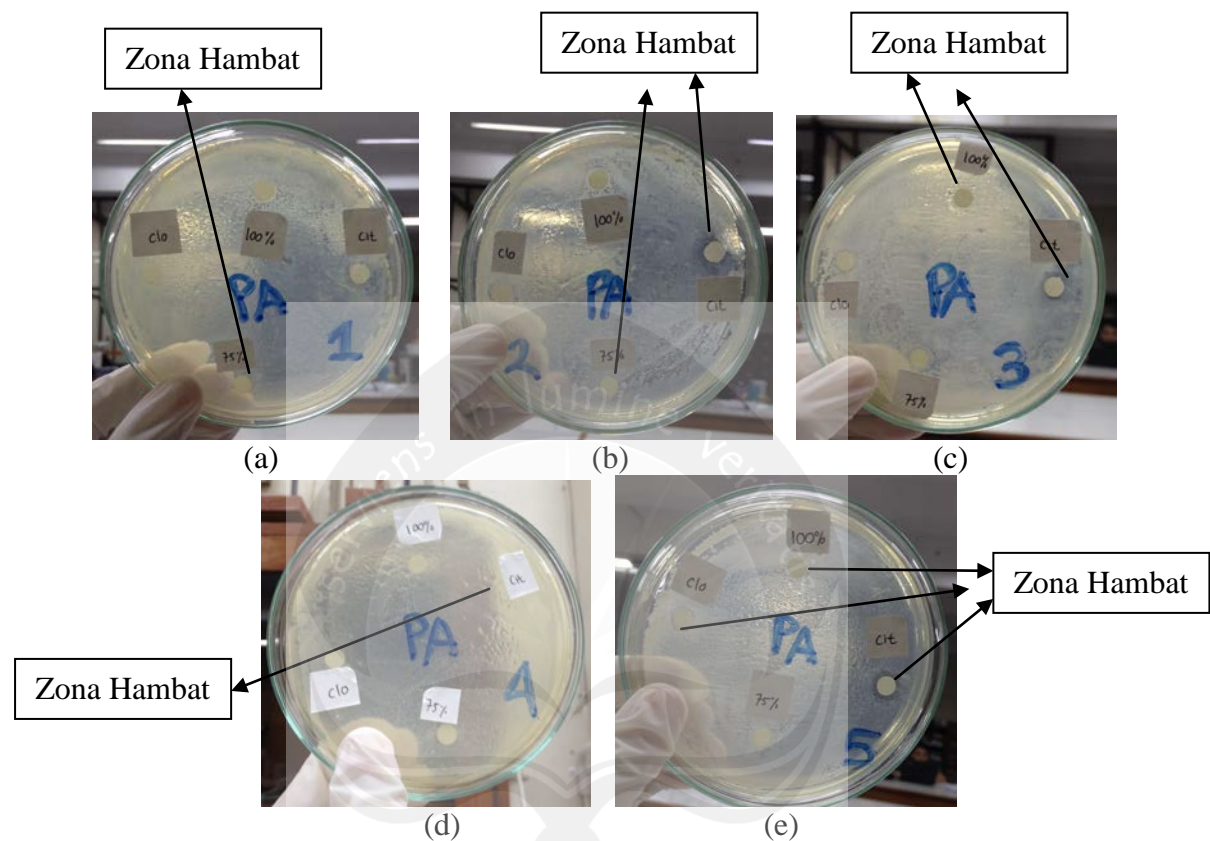 Zona Hambat
Zona Hambat
Zona Hambat
clo
100%
cit
PA
75%
1
100%
clo
cit
PA
75%
2
100%
cit
clo
PA
75%
3
(a)
(b)
(c)
100%
cit
PA
clo
75%
4
100%
clo
cit
PA
75%
5
Zona Hambat
Zona Hambat
(d)
(e)